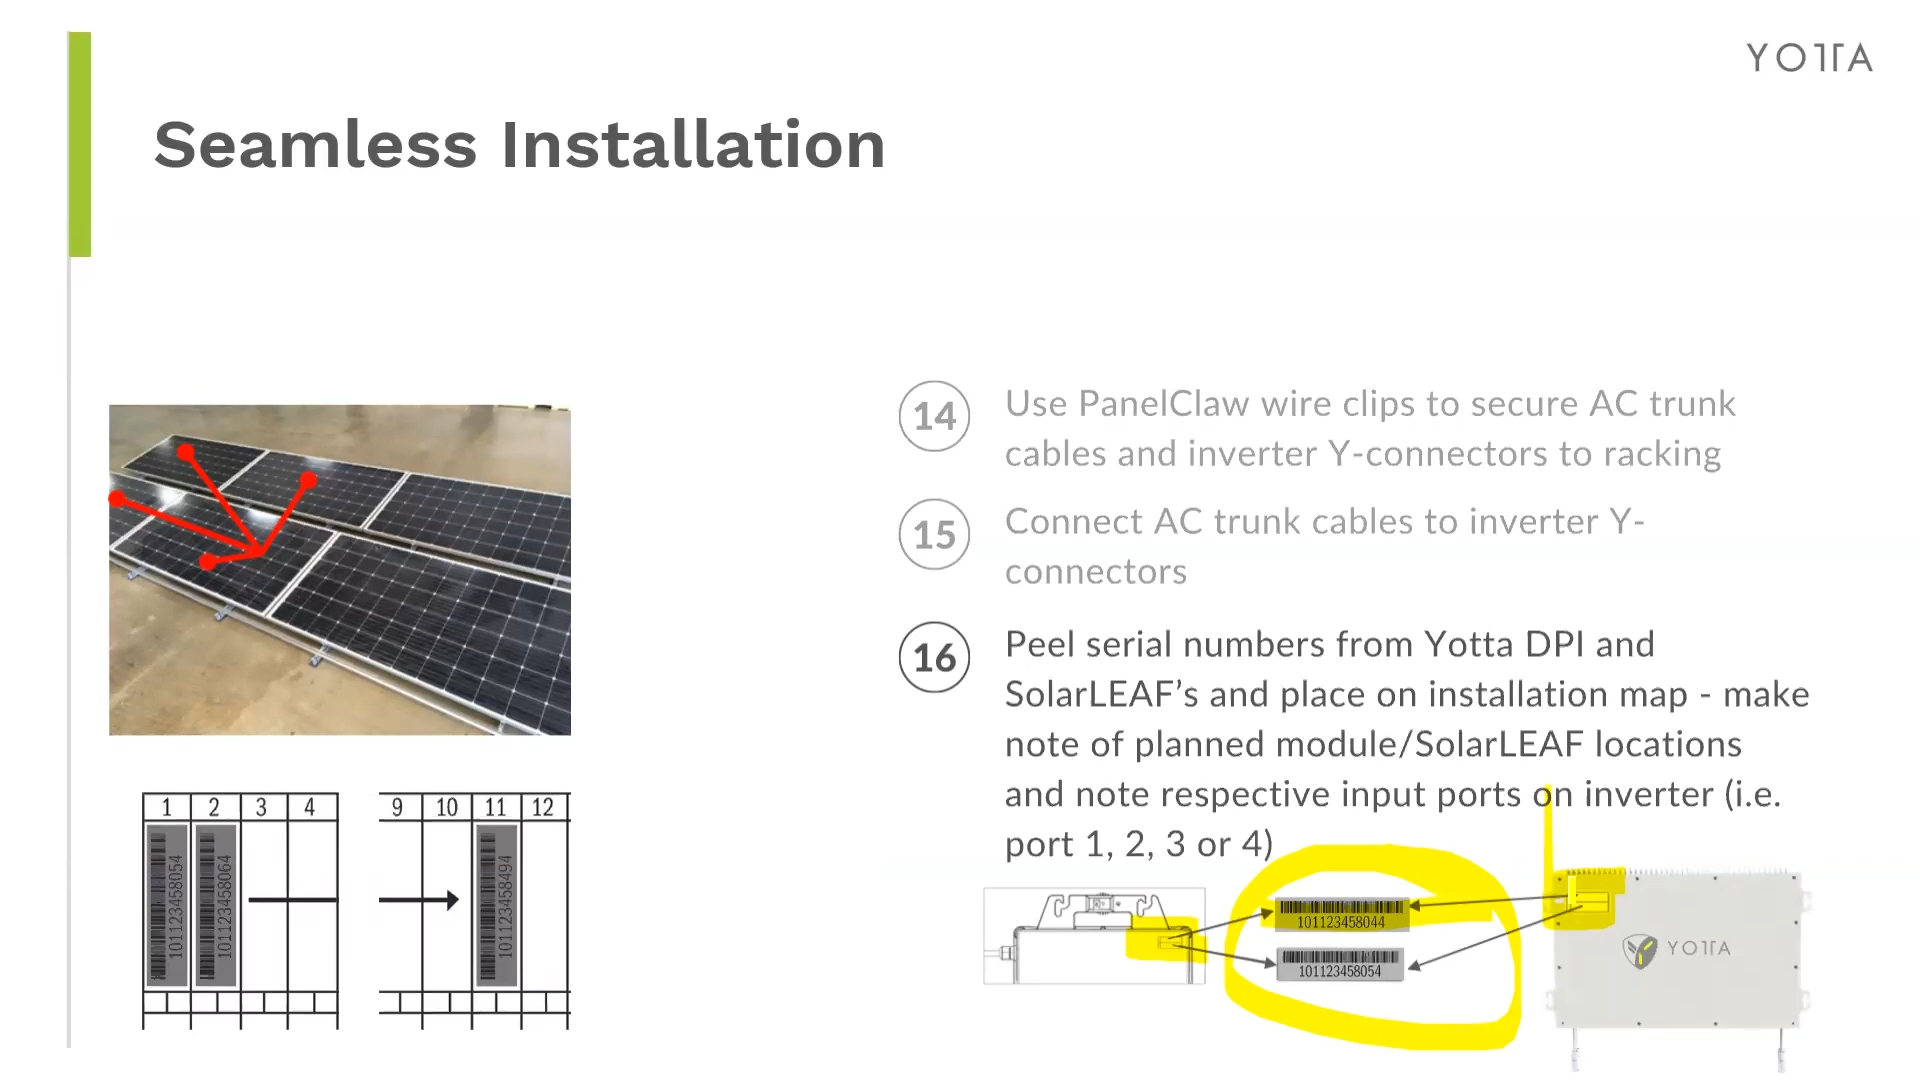 YOTTA
Seamless Installation
14
Use PanelClaw wire clips to secure AC trunk
cables and inverter Y-connectors to racking
15
Connect AC trunk cables to inverter Y-
connectors
16
Peel serial numbers from Yotta DPI and
SolarLEAF’s and place on installation map - make
note of planned module/SolarLEAF locations
and note respective input ports on inverter (i.e.
port 1, 2, 3 or 4)
1 2 3 4 9 10 11 12
101123458054
101123458064
101123458494
101123458044
101123458054
YOTTA